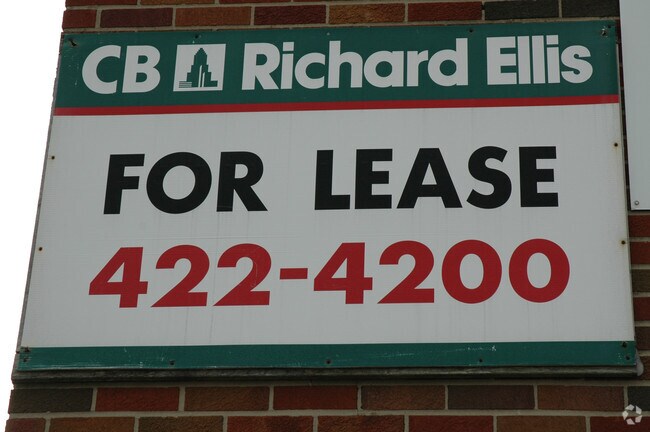 CB Richard Ellis
FOR LEASE
422-4200